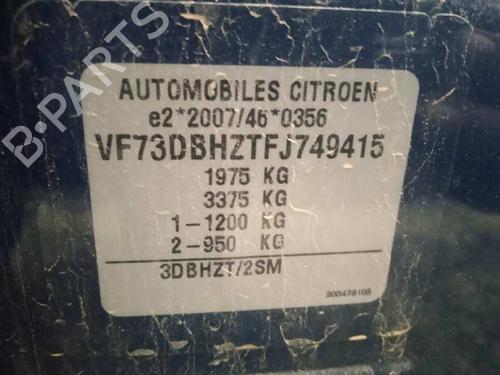 B-PARTS
AUTOMOBILES CITROEN
e2*2007/46*0356
VF73DBHZTFJ749415
1975 KG
3375 KG
1-1200 KG
2-950 KG
3DBHZT/2SM
300478108